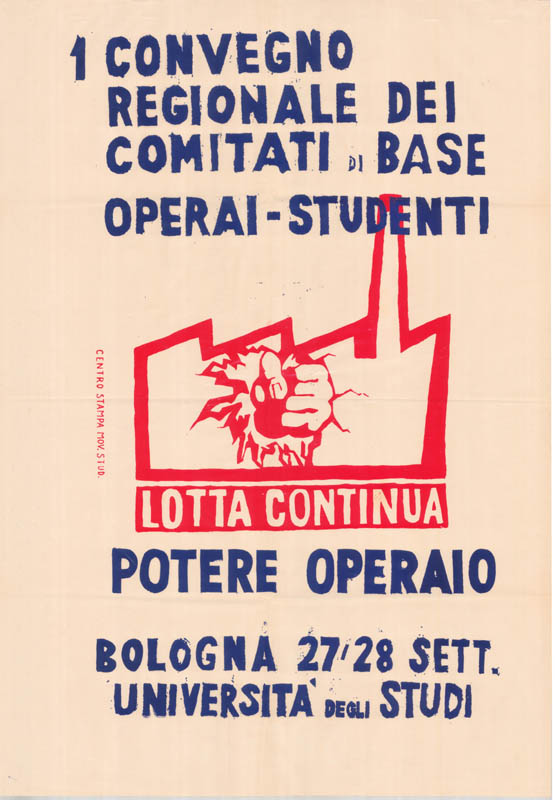 1 CONVEGNO
REGIONALE DEI
COMITATI DI BASE
OPERAI-STUDENTI
CENTRO STAMPA MOV. STUD.
LOTTA CONTINUA
POTERE OPERAIO
BOLOGNA 27/28 SETT.
UNIVERSITA' DEGLI STUDI